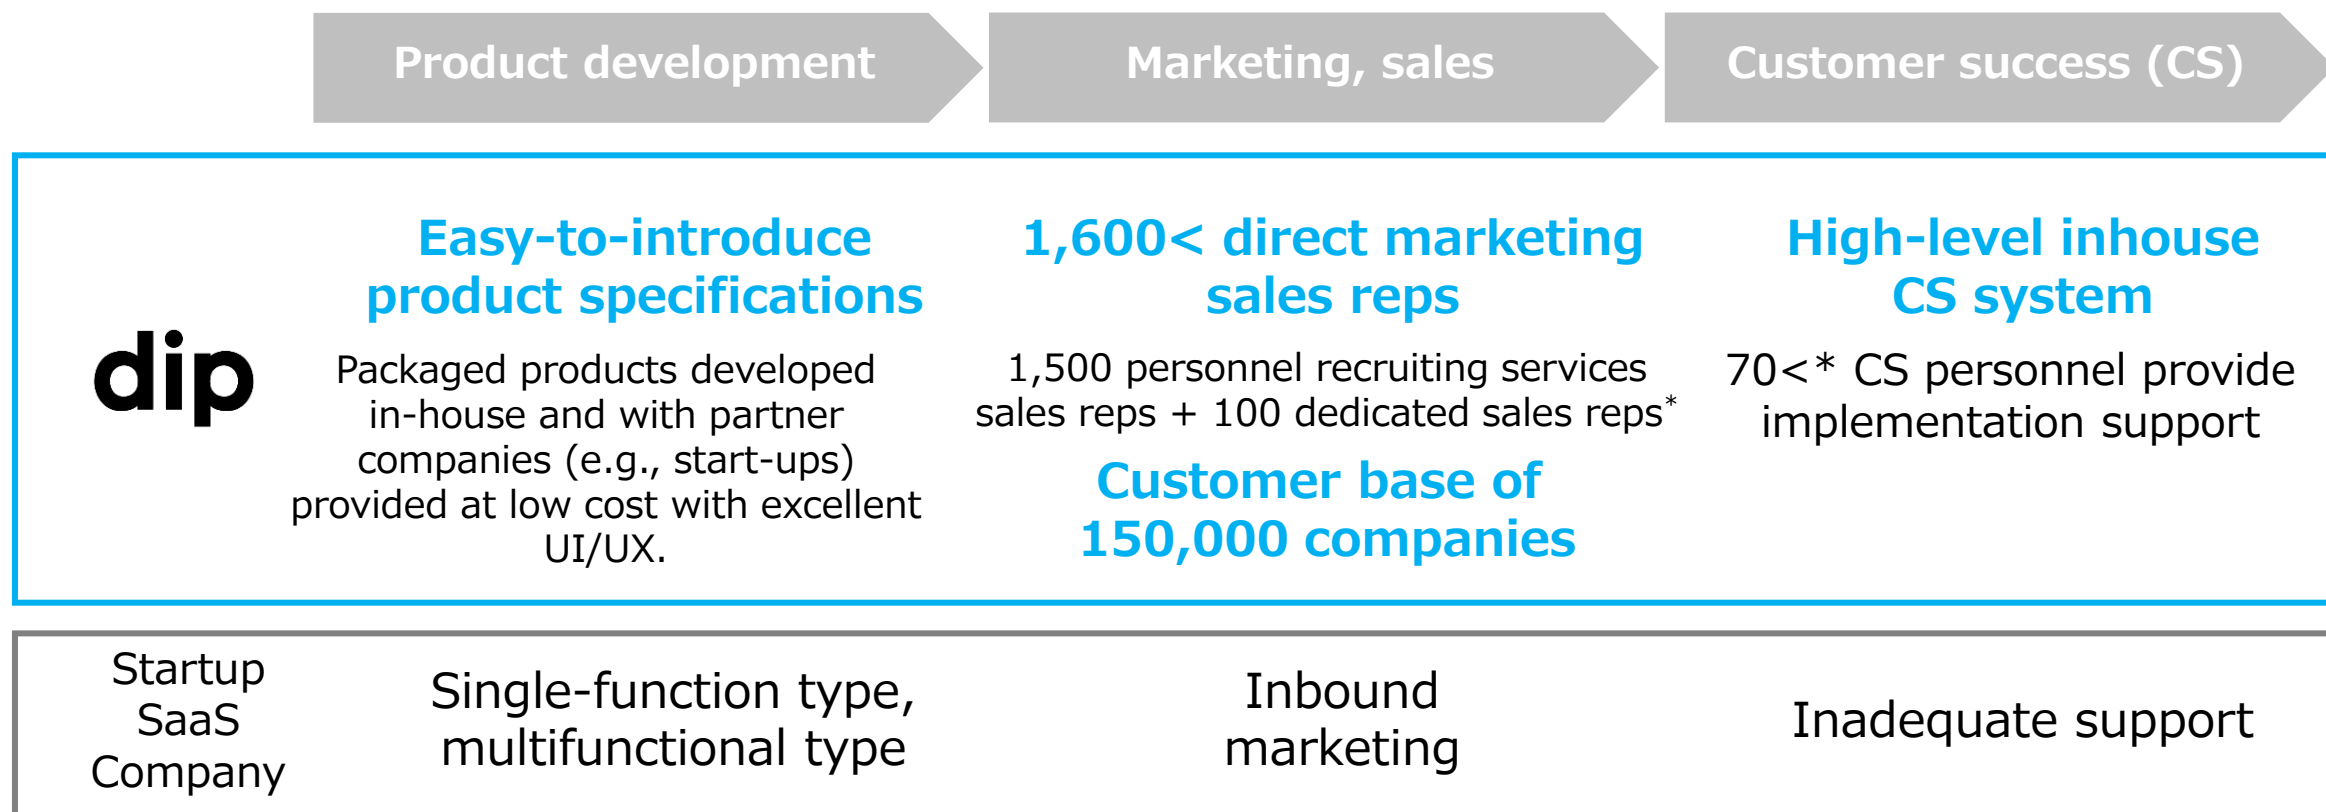 Product development
Marketing, sales
Customer success (CS)
dip
Easy-to-introduce
product specifications
Packaged products developed
in-house and with partner
companies (e.g., start-ups)
provided at low cost with excellent
UI/UX.
1,600< direct marketing
sales reps
1,500 personnel recruiting services
sales reps + 100 dedicated sales reps*
Customer base of
150,000 companies
High-level inhouse
CS system
70<* CS personnel provide
implementation support
Startup
SaaS
Company
Single-function type,
multifunctional type
Inbound
marketing
Inadequate support